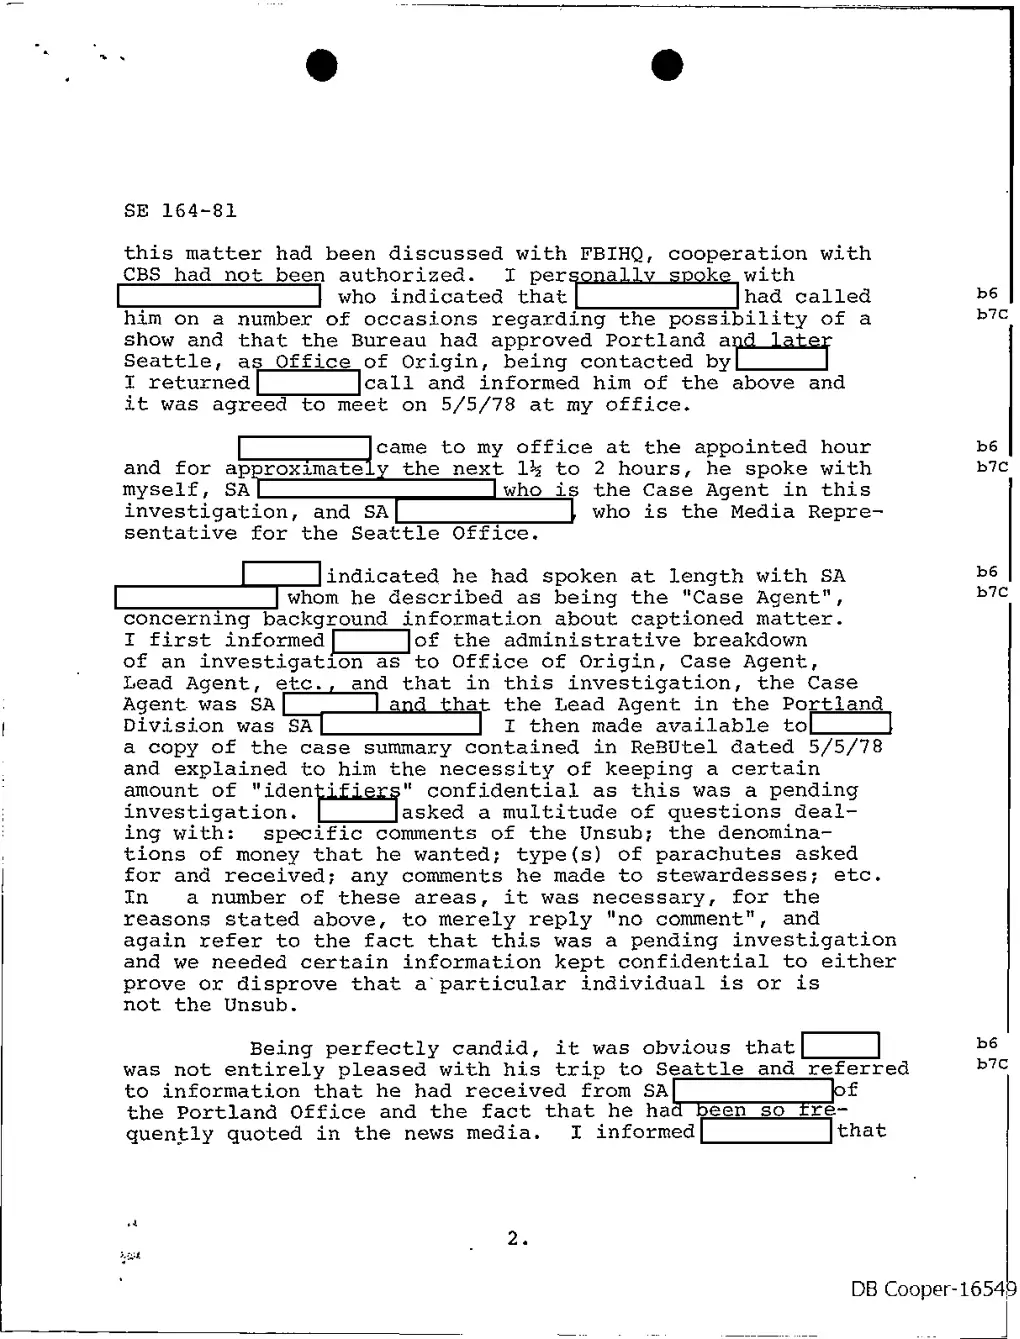 SE 164-81
this matter had been discussed with FBIHQ, cooperation with
CBS had not been authorized. I personally spoke with
who indicated that had called b6
him on a number of occasions regarding the possibility of a b7C
show and that the Bureau had approved Portland and later
Seattle, as Office of Origin, being contacted by
I returned call and informed him of the above and
it was agreed to meet on 5/5/78 at my office.
came to my office at the appointed hour b6
and for approximately the next 1½ to 2 hours, he spoke with b7C
myself, SA who is the Case Agent in this
investigation, and SA , who is the Media Repre-
sentative for the Seattle Office.
indicated he had spoken at length with SA b6
whom he described as being the "Case Agent", b7C
concerning background information about captioned matter.
I first informed of the administrative breakdown
of an investigation as to Office of Origin, Case Agent,
Lead Agent, etc., and that in this investigation, the Case
Agent was SA and that the Lead Agent in the Portland
Division was SA I then made available to
a copy of the case summary contained in ReBUtel dated 5/5/78
and explained to him the necessity of keeping a certain
amount of "identifiers" confidential as this was a pending
investigation. asked a multitude of questions deal-
ing with: specific comments of the Unsub; the denomina-
tions of money that he wanted; type(s) of parachutes asked
for and received; any comments he made to stewardesses; etc.
In a number of these areas, it was necessary, for the
reasons stated above, to merely reply "no comment", and
again refer to the fact that this was a pending investigation
and we needed certain information kept confidential to either
prove or disprove that a particular individual is or is
not the Unsub.
Being perfectly candid, it was obvious that b6
was not entirely pleased with his trip to Seattle and referred b7C
to information that he had received from SA of
the Portland Office and the fact that he had been so fre-
quently quoted in the news media. I informed that
2.
DB Cooper-16549